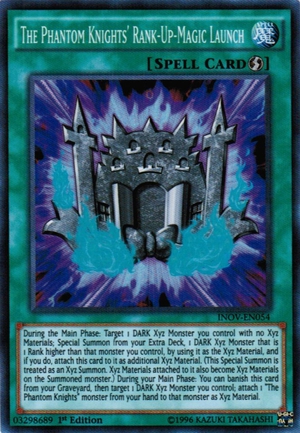 THE PHANTOM KNIGHTS' RANK-UP-MAGIC LAUNCH
SPELL
[SPELL CARD]
INOV-EN054
During the Main Phase: Target 1 DARK Xyz Monster you control with no Xyz
Materials; Special Summon from your Extra Deck, 1 DARK Xyz Monster that is
1 Rank higher than that monster you control, by using it as the Xyz Material, and
if you do, attach this card to it as additional Xyz Material. (This Special Summon is
treated as an Xyz Summon. Xyz Materials attached to it also become Xyz Materials
on the Summoned monster.) During your Main Phase: You can banish this card
from your Graveyard, then target 1 DARK Xyz Monster you control; attach 1 "The
Phantom Knights" monster from your hand to that monster as Xyz Material.
03298689 1st Edition ©1996 KAZUKI TAKAHASHI